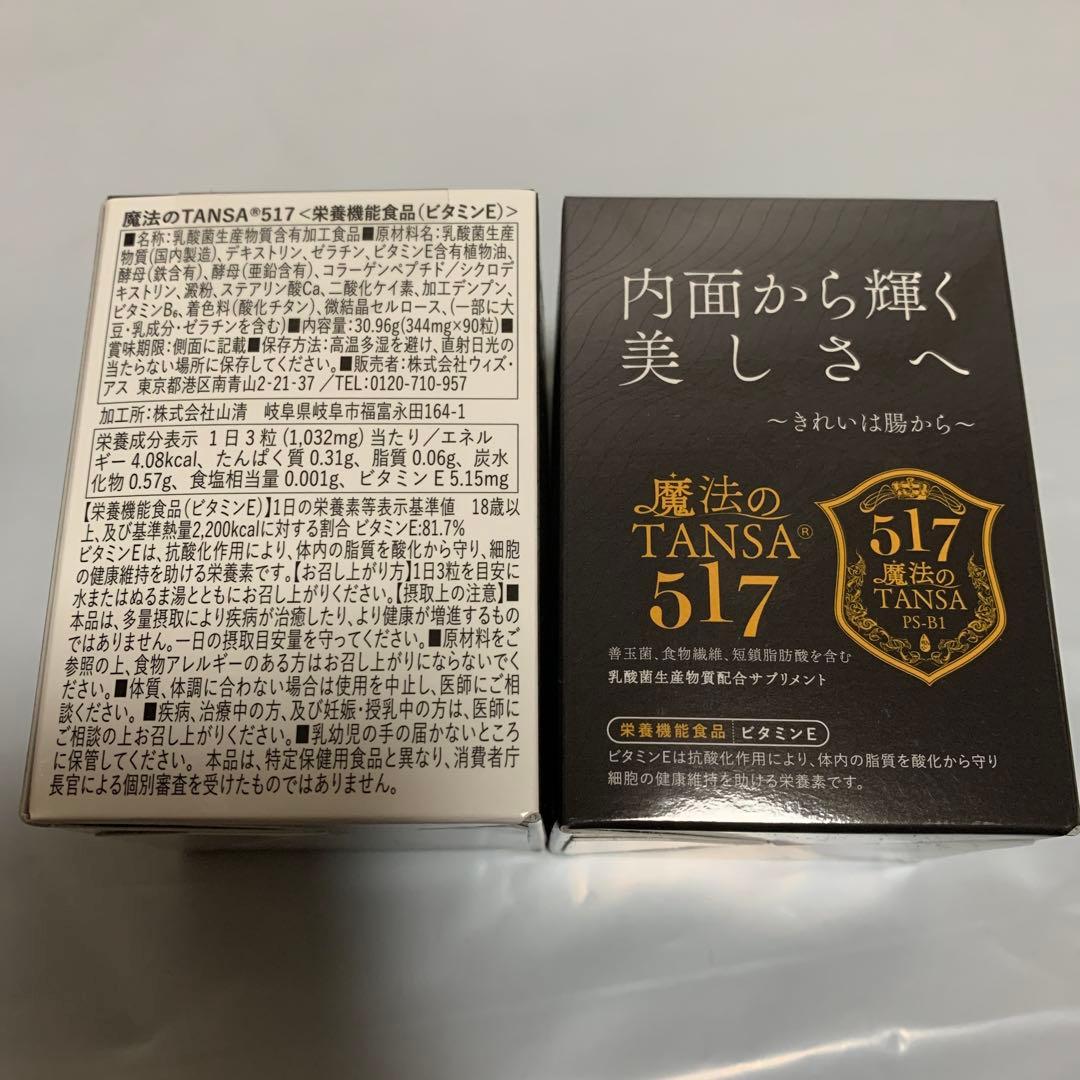 魔法のTANSA®517<栄養機能食品(ビタミンE)>
■名称:乳酸菌生産物質含有加工食品■原材料名:乳酸菌生産
物質(国内製造)、デキストリン、ゼラチン、ビタミンE含有植物油、
酵母(鉄含有)、酵母(亜鉛含有)、コラーゲンペプチド/シクロデ
キストリン、澱粉、ステアリン酸Ca、二酸化ケイ素、加工デンプン、
ビタミンB₆、着色料(酸化チタン)、微結晶セルロース、(一部に大
豆・乳成分・ゼラチンを含む)■内容量:30.96g(344mg×90粒)■
賞味期限:側面に記載■保存方法:高温多湿を避け、直射日光の
当たらない場所に保存してください。■販売者:株式会社ウィズ・
アス 東京都港区南青山2-21-37/TEL:0120-710-957
加工所:株式会社山清 岐阜県岐阜市福富永田164-1
栄養成分表示 1日3粒(1,032mg)当たり/エネル
ギー4.08kcal、たんぱく質0.31g、脂質0.06g、炭水
化物0.57g、食塩相当量0.001g、ビタミンE5.15mg
【栄養機能食品(ビタミンE)】1日の栄養素等表示基準値 18歳以
上、及び基準熱量2,200kcalに対する割合 ビタミンE:81.7%
ビタミンEは、抗酸化作用により、体内の脂質を酸化から守り、細胞
の健康維持を助ける栄養素です。【お召し上がり方】1日3粒を目安に
水またはぬるま湯とともにお召し上がりください。【摂取上の注意】■
本品は、多量摂取により疾病が治癒したり、より健康が増進するもの
ではありません。一日の摂取目安量を守ってください。■原材料をご
参照の上、食物アレルギーのある方はお召し上がりにならないでく
ださい。■体質、体調に合わない場合は使用を中止し、医師にご相
談ください。■疾病、治療中の方、及び妊娠・授乳中の方は、医師に
ご相談の上お召し上がりください。■乳幼児の手の届かないところ
に保管してください。 本品は、特定保健用食品と異なり、消費者庁
長官による個別審査を受けたものではありません。
内面から輝く
美しさへ
〜きれいは腸から〜
魔法の
TANSA®
517
517
魔法の
TANSA
PS-B1
善玉菌、食物繊維、短鎖脂肪酸を含む
乳酸菌生産物質配合サプリメント
栄養機能食品 ビタミンE
ビタミンEは抗酸化作用により、体内の脂質を酸化から守り
細胞の健康維持を助ける栄養素です。